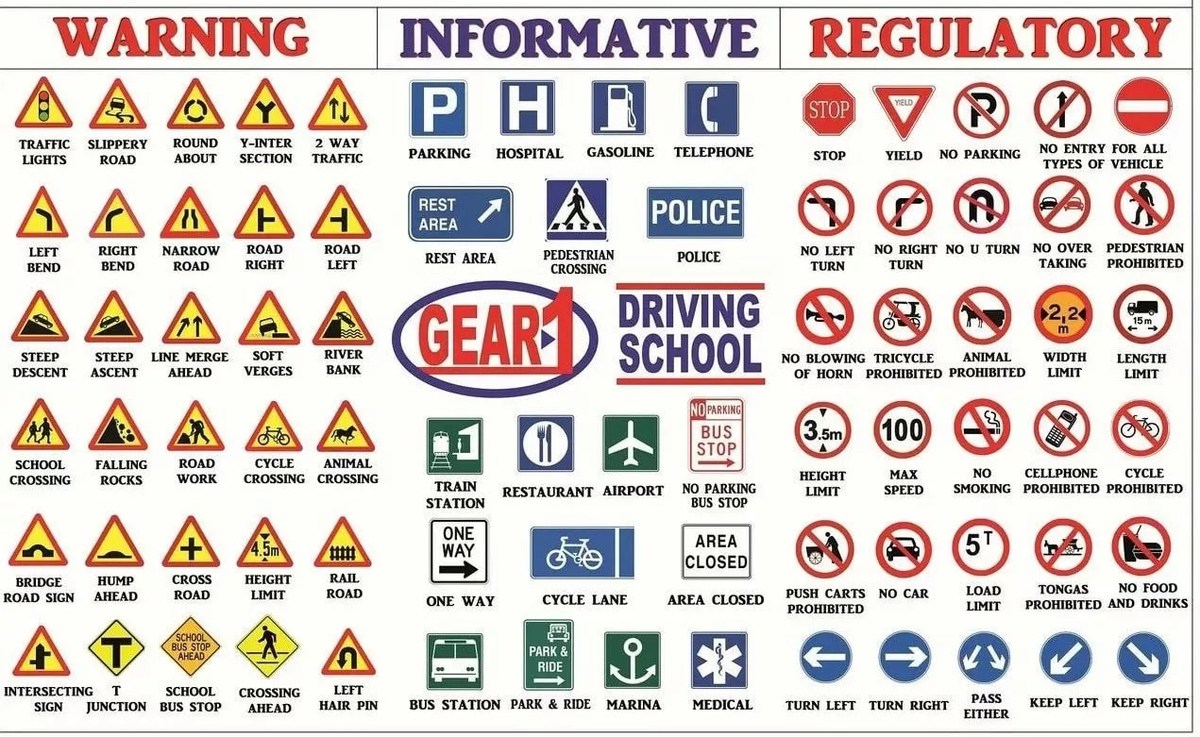 WARNING
INFORMATIVE
REGULATORY
TRAFFIC
LIGHTS
SLIPPERY
ROAD
ROUND
ABOUT
Y-INTER
SECTION
2 WAY
TRAFFIC
LEFT
BEND
RIGHT
BEND
NARROW
ROAD
ROAD
RIGHT
ROAD
LEFT
STEEP
DESCENT
STEEP
ASCENT
LINE MERGE
AHEAD
SOFT
VERGES
RIVER
BANK
SCHOOL
CROSSING
FALLING
ROCKS
ROAD
WORK
CYCLE
CROSSING
ANIMAL
CROSSING
4.5m
BRIDGE
ROAD SIGN
HUMP
AHEAD
CROSS
ROAD
HEIGHT
LIMIT
RAIL
ROAD
SCHOOL
BUS STOP
AHEAD
INTERSECTING
SIGN
T
JUNCTION
SCHOOL
BUS STOP
CROSSING
AHEAD
LEFT
HAIR PIN
P
H
PARKING
HOSPITAL
GASOLINE
TELEPHONE
REST
AREA
POLICE
REST AREA
PEDESTRIAN
CROSSING
POLICE
GEAR 1
DRIVING
SCHOOL
NO PARKING
BUS
STOP
TRAIN
STATION
RESTAURANT
AIRPORT
NO PARKING
BUS STOP
ONE
WAY
AREA
CLOSED
ONE WAY
CYCLE LANE
AREA CLOSED
PARK &
RIDE
BUS STATION
PARK & RIDE
MARINA
MEDICAL
STOP
YIELD
P
STOP
YIELD
NO PARKING
NO ENTRY FOR ALL
TYPES OF VEHICLE
NO LEFT
TURN
NO RIGHT
TURN
NO U TURN
NO OVER
TAKING
PEDESTRIAN
PROHIBITED
2,2
m
15m
NO BLOWING
OF HORN
TRICYCLE
PROHIBITED
ANIMAL
PROHIBITED
WIDTH
LIMIT
LENGTH
LIMIT
3.5m
100
HEIGHT
LIMIT
MAX
SPEED
NO
SMOKING
CELLPHONE
PROHIBITED
CYCLE
PROHIBITED
5T
PUSH CARTS
PROHIBITED
NO CAR
LOAD
LIMIT
TONGAS
PROHIBITED
NO FOOD
AND DRINKS
TURN LEFT
TURN RIGHT
PASS
EITHER
KEEP LEFT
KEEP RIGHT